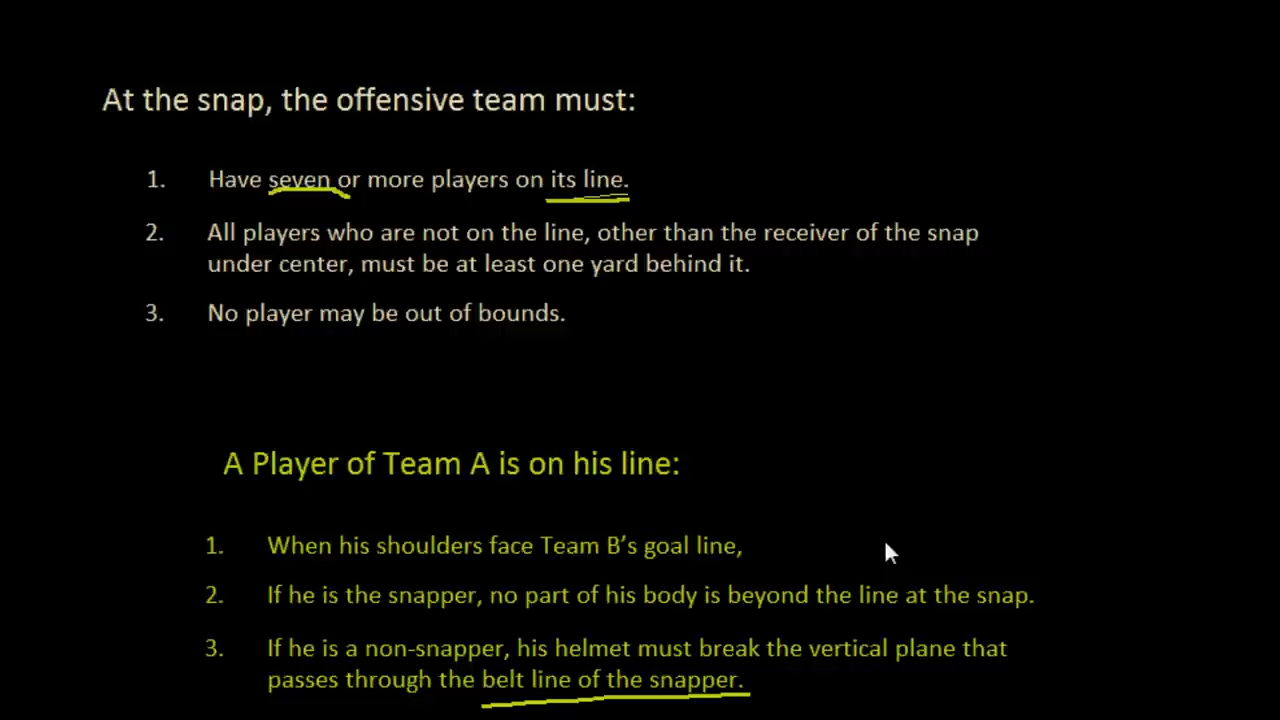 At the snap, the offensive team must:
1. Have seven or more players on its line.
2. All players who are not on the line, other than the receiver of the snap
under center, must be at least one yard behind it.
3. No player may be out of bounds.
A Player of Team A is on his line:
1. When his shoulders face Team B’s goal line,
2. If he is the snapper, no part of his body is beyond the line at the snap.
3. If he is a non-snapper, his helmet must break the vertical plane that
passes through the belt line of the snapper.